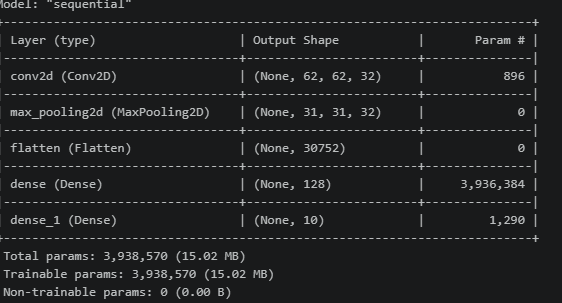 Model: "sequential"
+---------------------------------+------------------------+---------------+
| Layer (type)                    | Output Shape           |       Param # |
|---------------------------------+------------------------+---------------|
| conv2d (Conv2D)                 | (None, 62, 62, 32)     |           896 |
|---------------------------------+------------------------+---------------|
| max_pooling2d (MaxPooling2D)    | (None, 31, 31, 32)     |             0 |
|---------------------------------+------------------------+---------------|
| flatten (Flatten)               | (None, 30752)          |             0 |
|---------------------------------+------------------------+---------------|
| dense (Dense)                   | (None, 128)            |     3,936,384 |
|---------------------------------+------------------------+---------------|
| dense_1 (Dense)                 | (None, 10)             |         1,290 |
+---------------------------------+------------------------+---------------+
Total params: 3,938,570 (15.02 MB)
Trainable params: 3,938,570 (15.02 MB)
Non-trainable params: 0 (0.00 B)